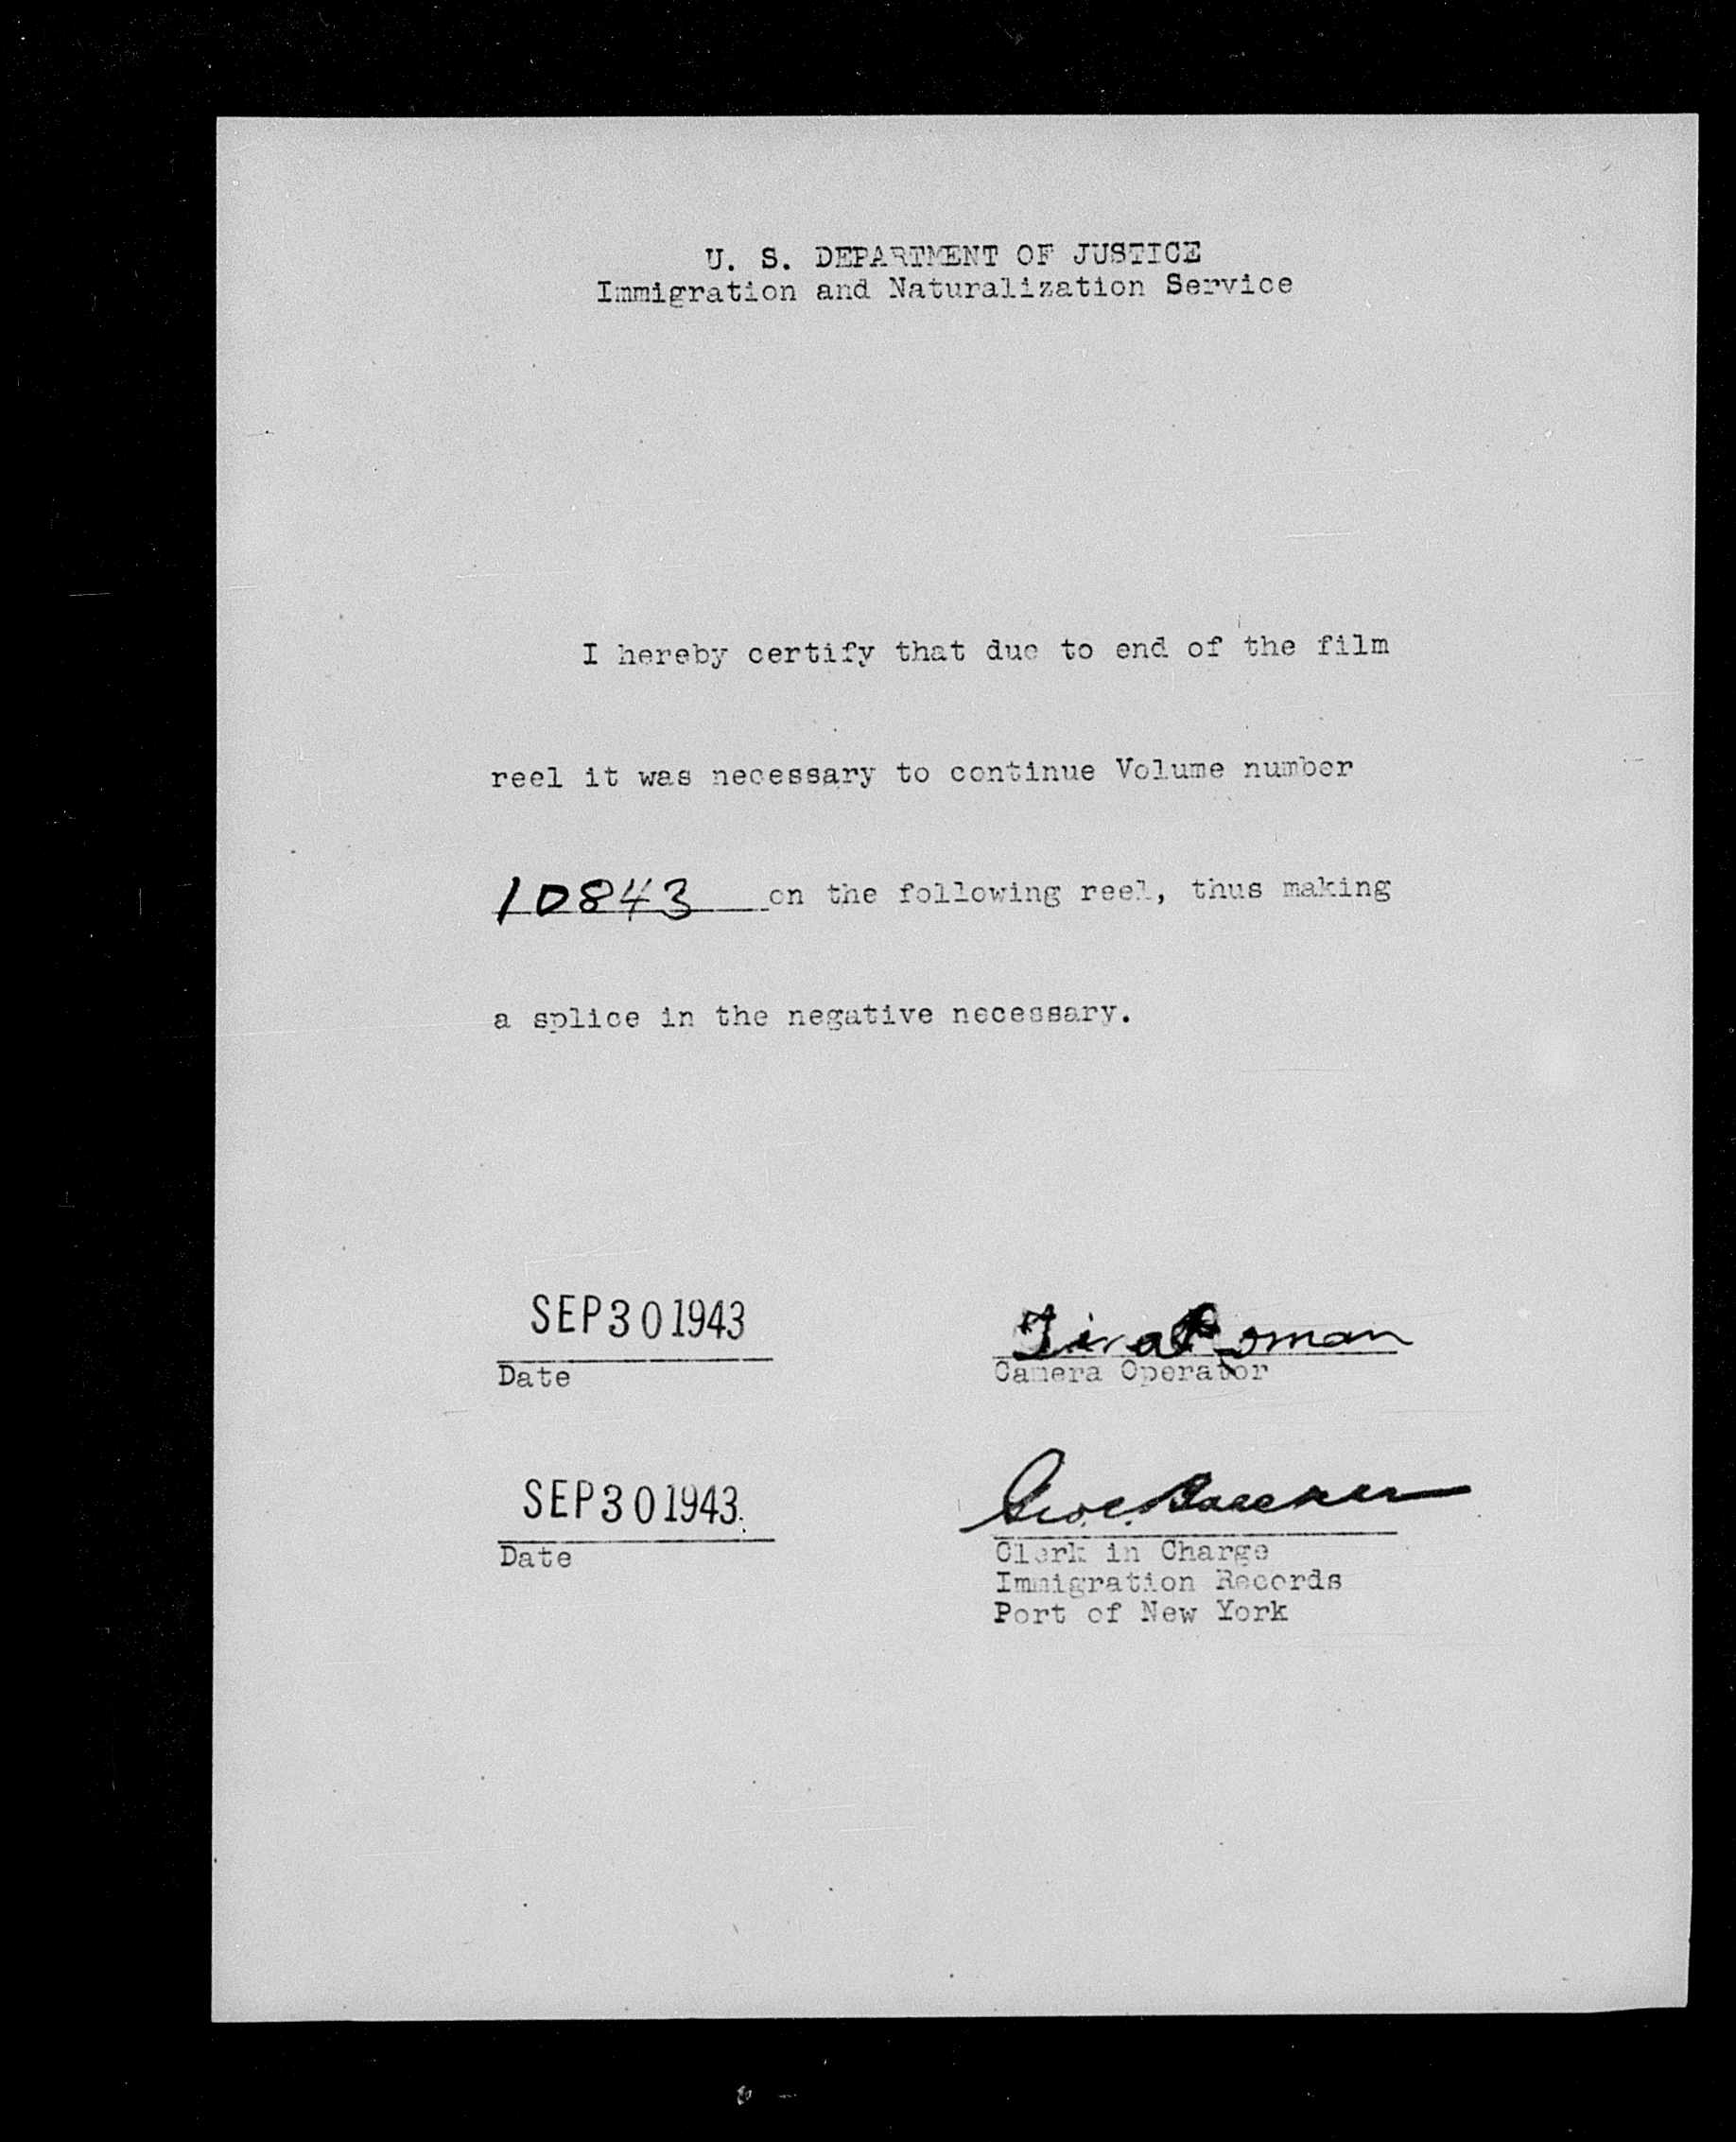 U. S. DEPARTMENT OF JUSTICE
Immigration and Naturalization Service
I hereby certify that due to end of the film
reel it was necessary to continue Volume number
10843 on the following reel, thus making
a splice in the negative necessary.
SEP 30 1943
Date
Roman
Camera Operator
SEP 30 1943
Date
Geo. C.
Clerk in Charge
Immigration Records
Port of New York